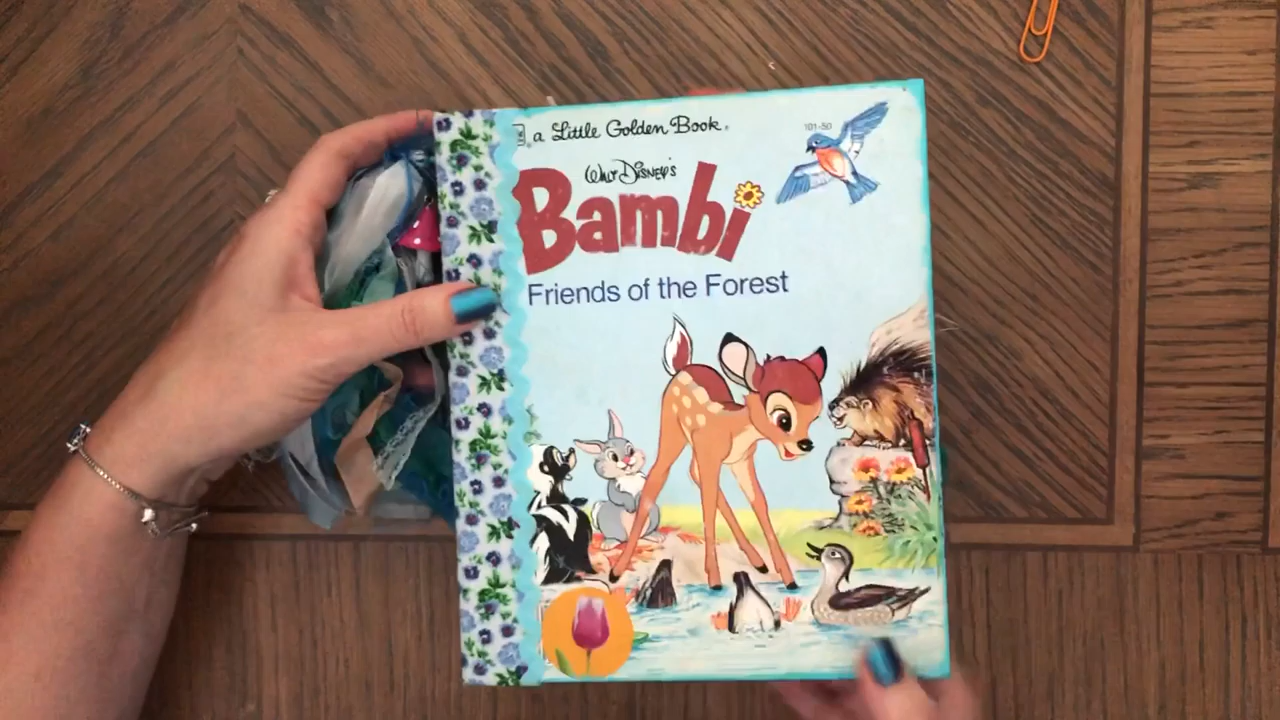 a Little Golden Book®
101-50
Walt Disney's
Bambi
Friends of the Forest